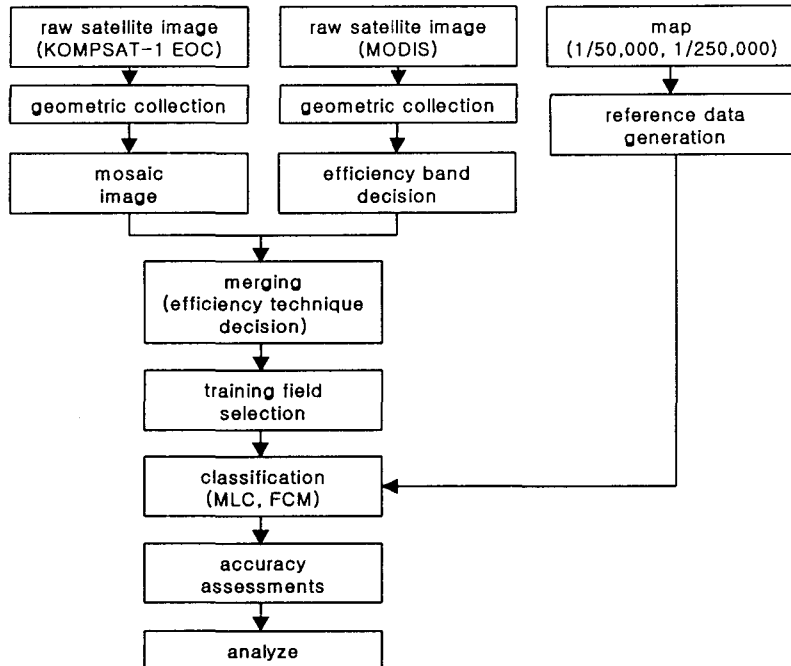 raw satellite image
(KOMPSAT-1 EOC)
raw satellite image
(MODIS)
map
(1/50,000, 1/250,000)
geometric collection
geometric collection
reference data
generation
mosaic
image
efficiency band
decision
merging
(efficiency technique
decision)
training field
selection
classification
(MLC, FCM)
accuracy
assessments
analyze